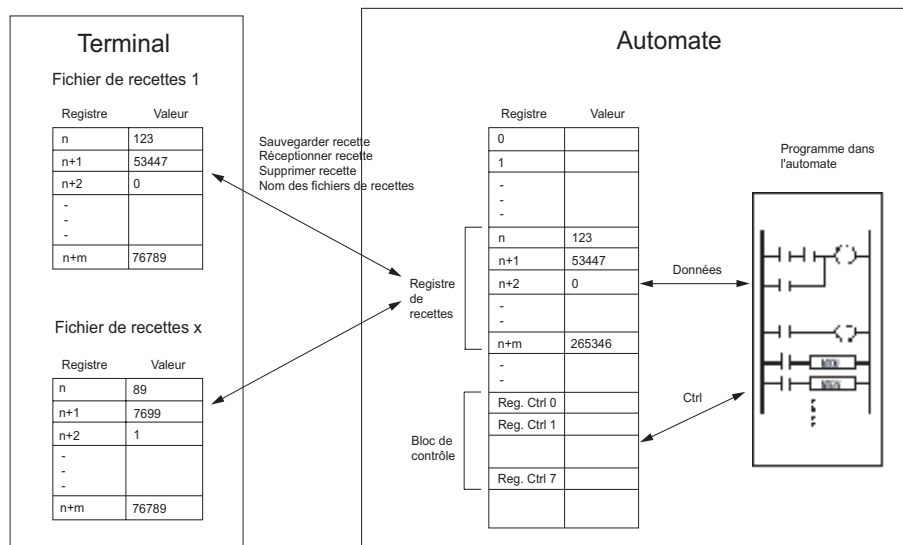 Terminal
Fichier de recettes 1
Registre Valeur
n 123
n+1 53447
n+2 0
-
-
-
n+m 76789
Fichier de recettes x
Registre Valeur
n 89
n+1 7699
n+2 1
-
-
-
n+m 76789
Sauvegarder recette
Réceptionner recette
Supprimer recette
Nom des fichiers de recettes
Automate
Registre Valeur
0
1
-
-
-
n 123
n+1 53447
n+2 0
-
-
n+m 265346
-
-
Reg. Ctrl 0
Reg. Ctrl 1
Reg. Ctrl 7
Registre
de
recettes
Bloc de
contrôle
Données
Ctrl
Programme dans
l'automate